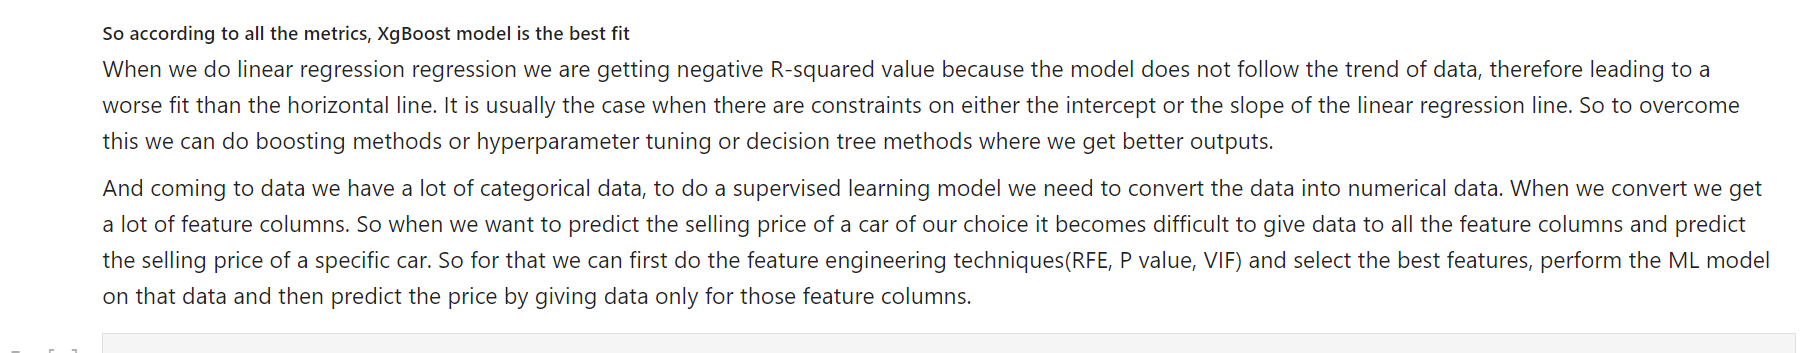 So according to all the metrics, XgBoost model is the best fit
When we do linear regression regression we are getting negative R-squared value because the model does not follow the trend of data, therefore leading to a
worse fit than the horizontal line. It is usually the case when there are constraints on either the intercept or the slope of the linear regression line. So to overcome
this we can do boosting methods or hyperparameter tuning or decision tree methods where we get better outputs.
And coming to data we have a lot of categorical data, to do a supervised learning model we need to convert the data into numerical data. When we convert we get
a lot of feature columns. So when we want to predict the selling price of a car of our choice it becomes difficult to give data to all the feature columns and predict
the selling price of a specific car. So for that we can first do the feature engineering techniques(RFE, P value, VIF) and select the best features, perform the ML model
on that data and then predict the price by giving data only for those feature columns.